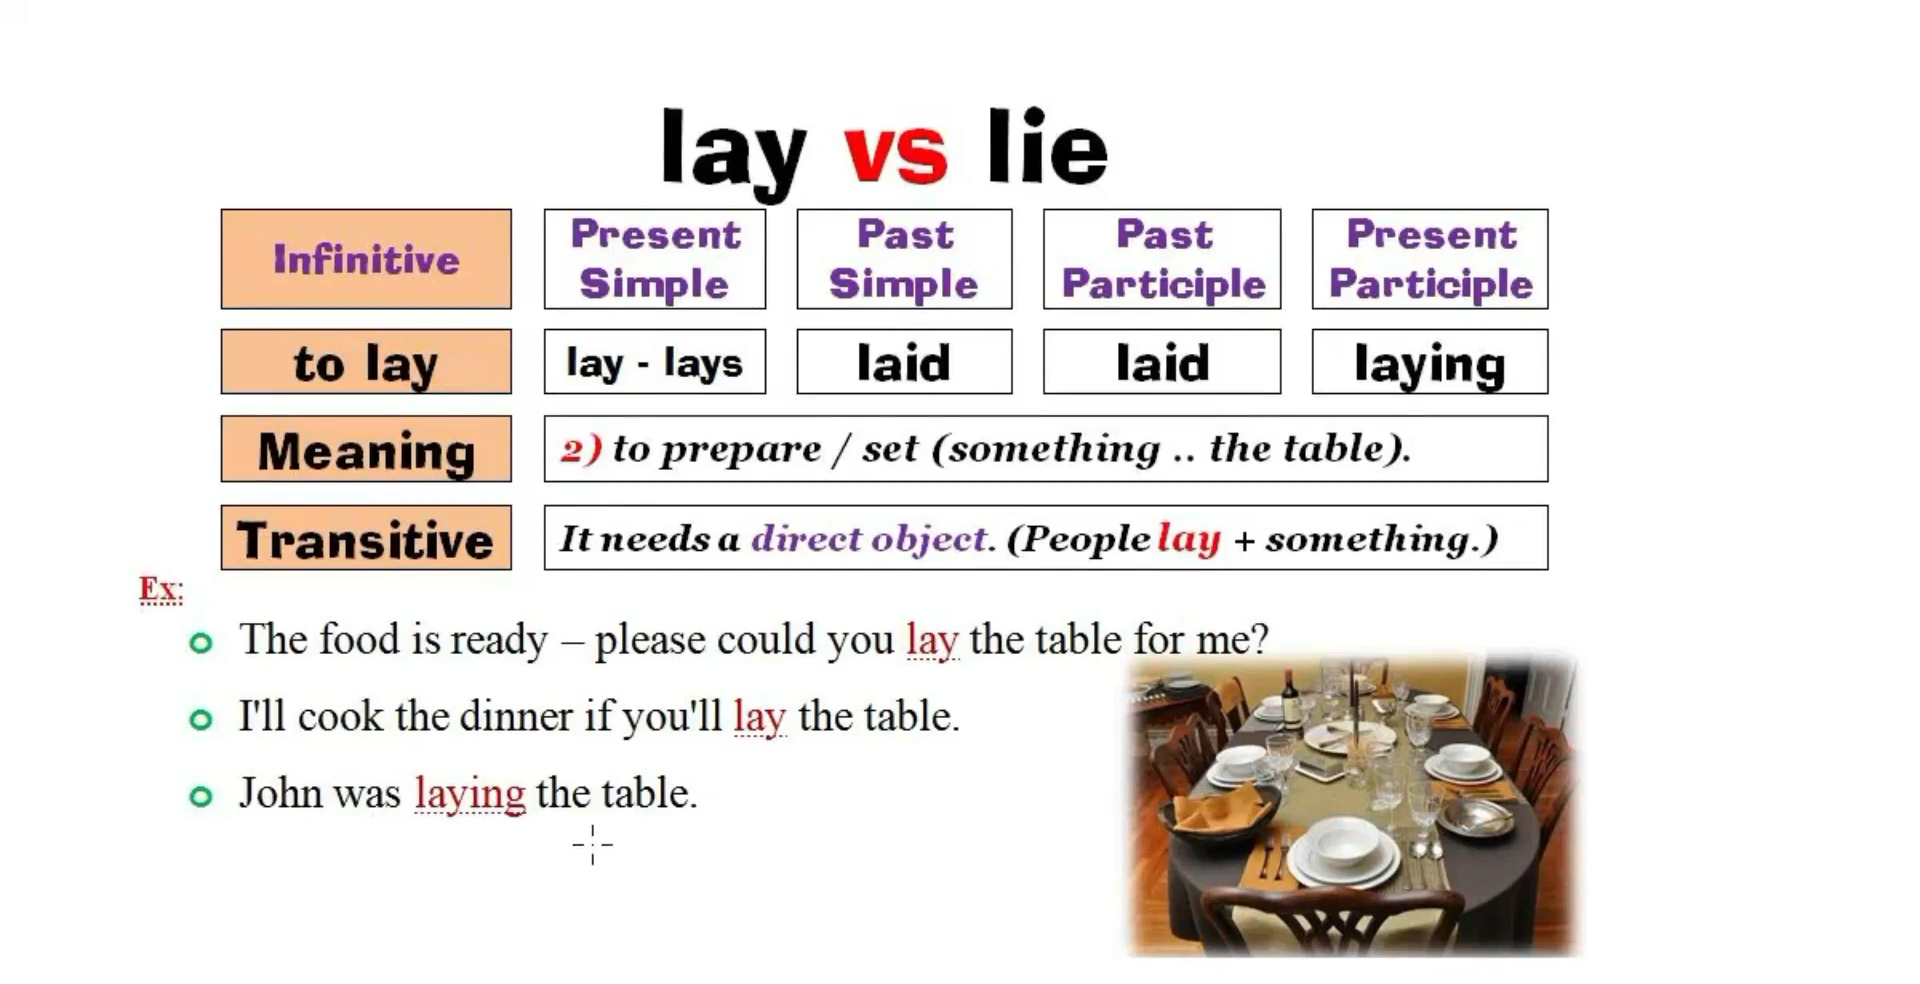 lay vs lie
Infinitive
Present Simple
Past Simple
Past Participle
Present Participle
to lay
lay - lays
laid
laid
laying
Meaning
2) to prepare / set (something .. the table).
Transitive
It needs a direct object. (People lay + something.)
Ex:
The food is ready – please could you lay the table for me?
I'll cook the dinner if you'll lay the table.
John was laying the table.